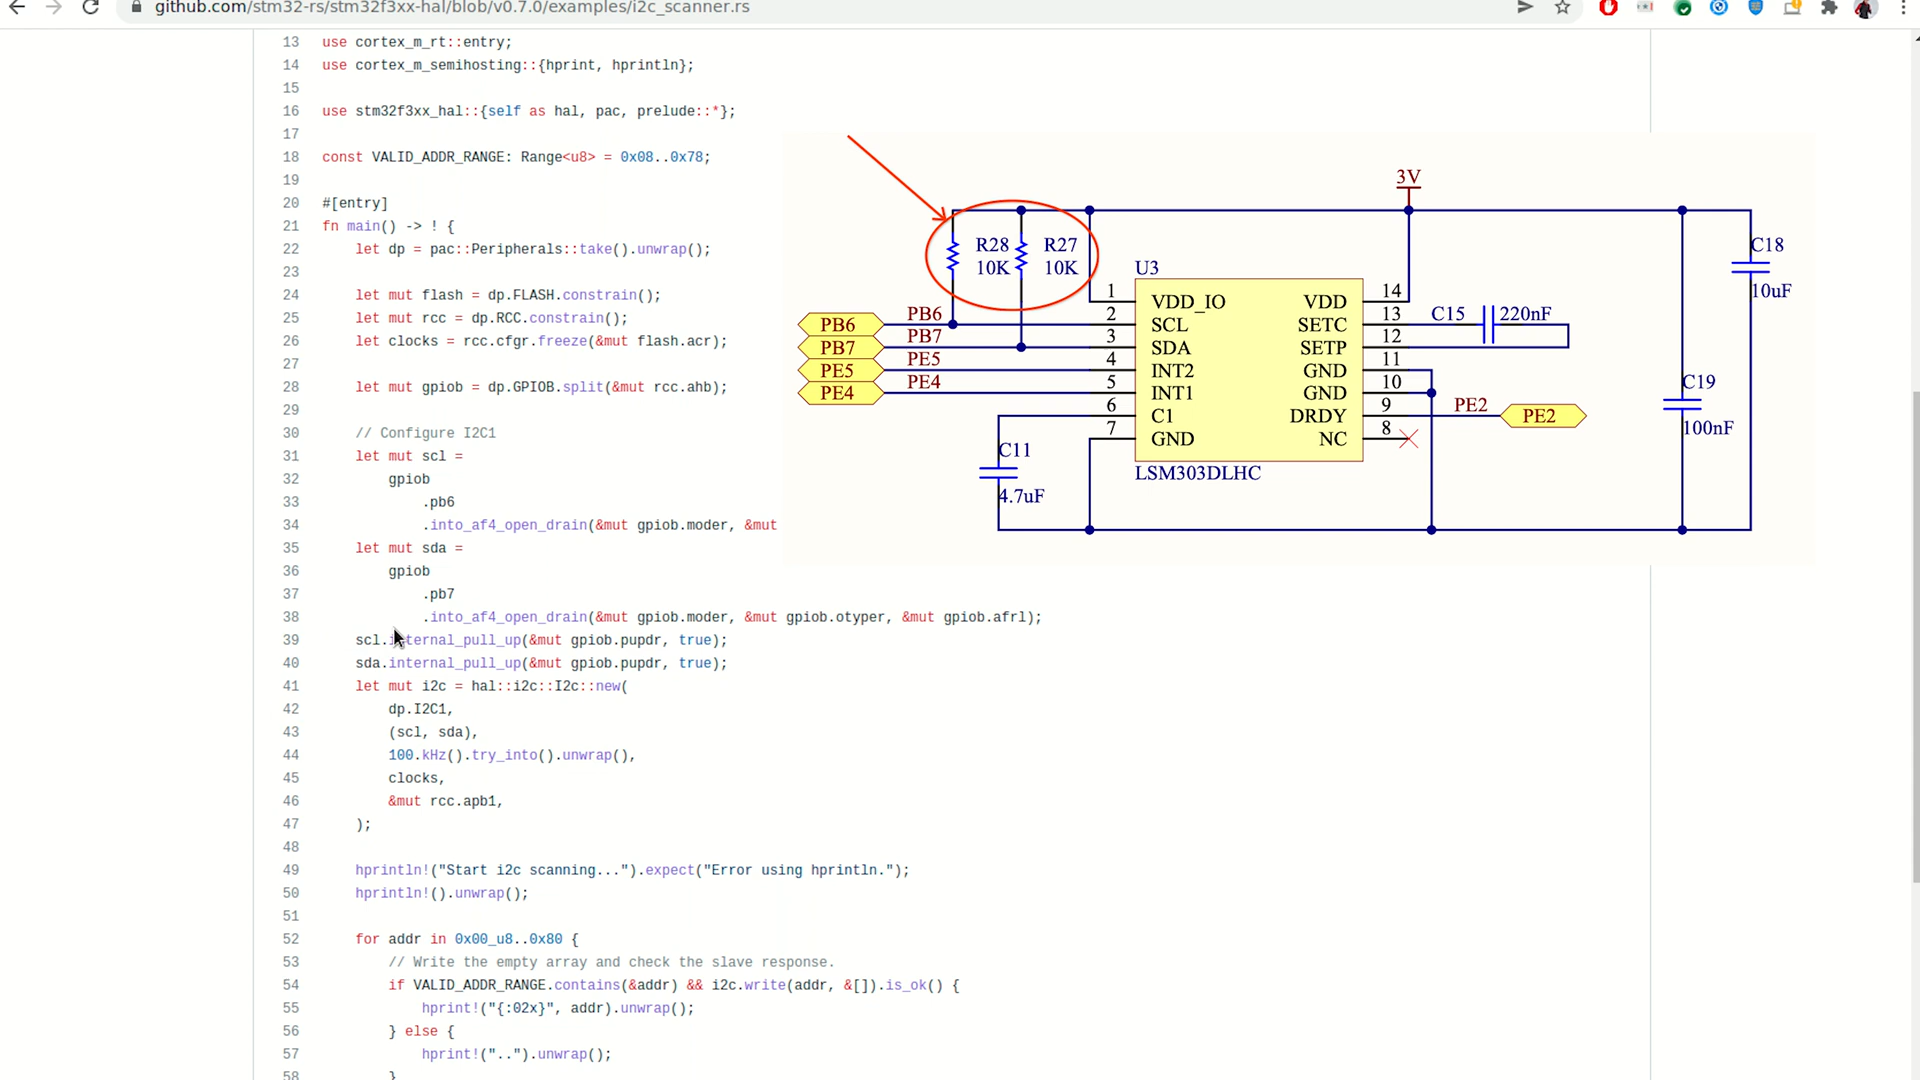 github.com/stm32-rs/stm32f3xx-hal/blob/v0.7.0/examples/i2c_scanner.rs
13 use cortex_m_rt::entry;
14 use cortex_m_semihosting::{hprint, hprintln};
15
16 use stm32f3xx_hal::{self as hal, pac, prelude::*};
17
18 const VALID_ADDR_RANGE: Range<u8> = 0x08..0x78;
19
20 #[entry]
21 fn main() -> ! {
22 let dp = pac::Peripherals::take().unwrap();
23
24 let mut flash = dp.FLASH.constrain();
25 let mut rcc = dp.RCC.constrain();
26 let clocks = rcc.cfgr.freeze(&mut flash.acr);
27
28 let mut gpiob = dp.GPIOB.split(&mut rcc.ahb);
29
30 // Configure I2C1
31 let mut scl =
32 gpiob
33 .pb6
34 .into_af4_open_drain(&mut gpiob.moder, &mut
35 let mut sda =
36 gpiob
37 .pb7
38 .into_af4_open_drain(&mut gpiob.moder, &mut gpiob.otyper, &mut gpiob.afrl);
39 scl.internal_pull_up(&mut gpiob.pupdr, true);
40 sda.internal_pull_up(&mut gpiob.pupdr, true);
41 let mut i2c = hal::i2c::I2c::new(
42 dp.I2C1,
43 (scl, sda),
44 100.kHz().try_into().unwrap(),
45 clocks,
46 &mut rcc.apb1,
47 );
48
49 hprintln!("Start i2c scanning...").expect("Error using hprintln.");
50 hprintln!().unwrap();
51
52 for addr in 0x00_u8..0x80 {
53 // Write the empty array and check the slave response.
54 if VALID_ADDR_RANGE.contains(&addr) && i2c.write(addr, &[]).is_ok() {
55 hprint!("{:02x}", addr).unwrap();
56 } else {
57 hprint!("..").unwrap();
58 }
3V
R28 R27
10K 10K
C18
10uF
U3
1 VDD_IO VDD 14
PB6 PB6 2 SCL SETC 13 C15 220nF
PB7 PB7 3 SDA SETP 12
PE5 PE5 4 INT2 GND 11
PE4 PE4 5 INT1 GND 10
6 C1 DRDY 9 PE2 PE2
7 GND NC 8
C19
100nF
C11
4.7uF
LSM303DLHC